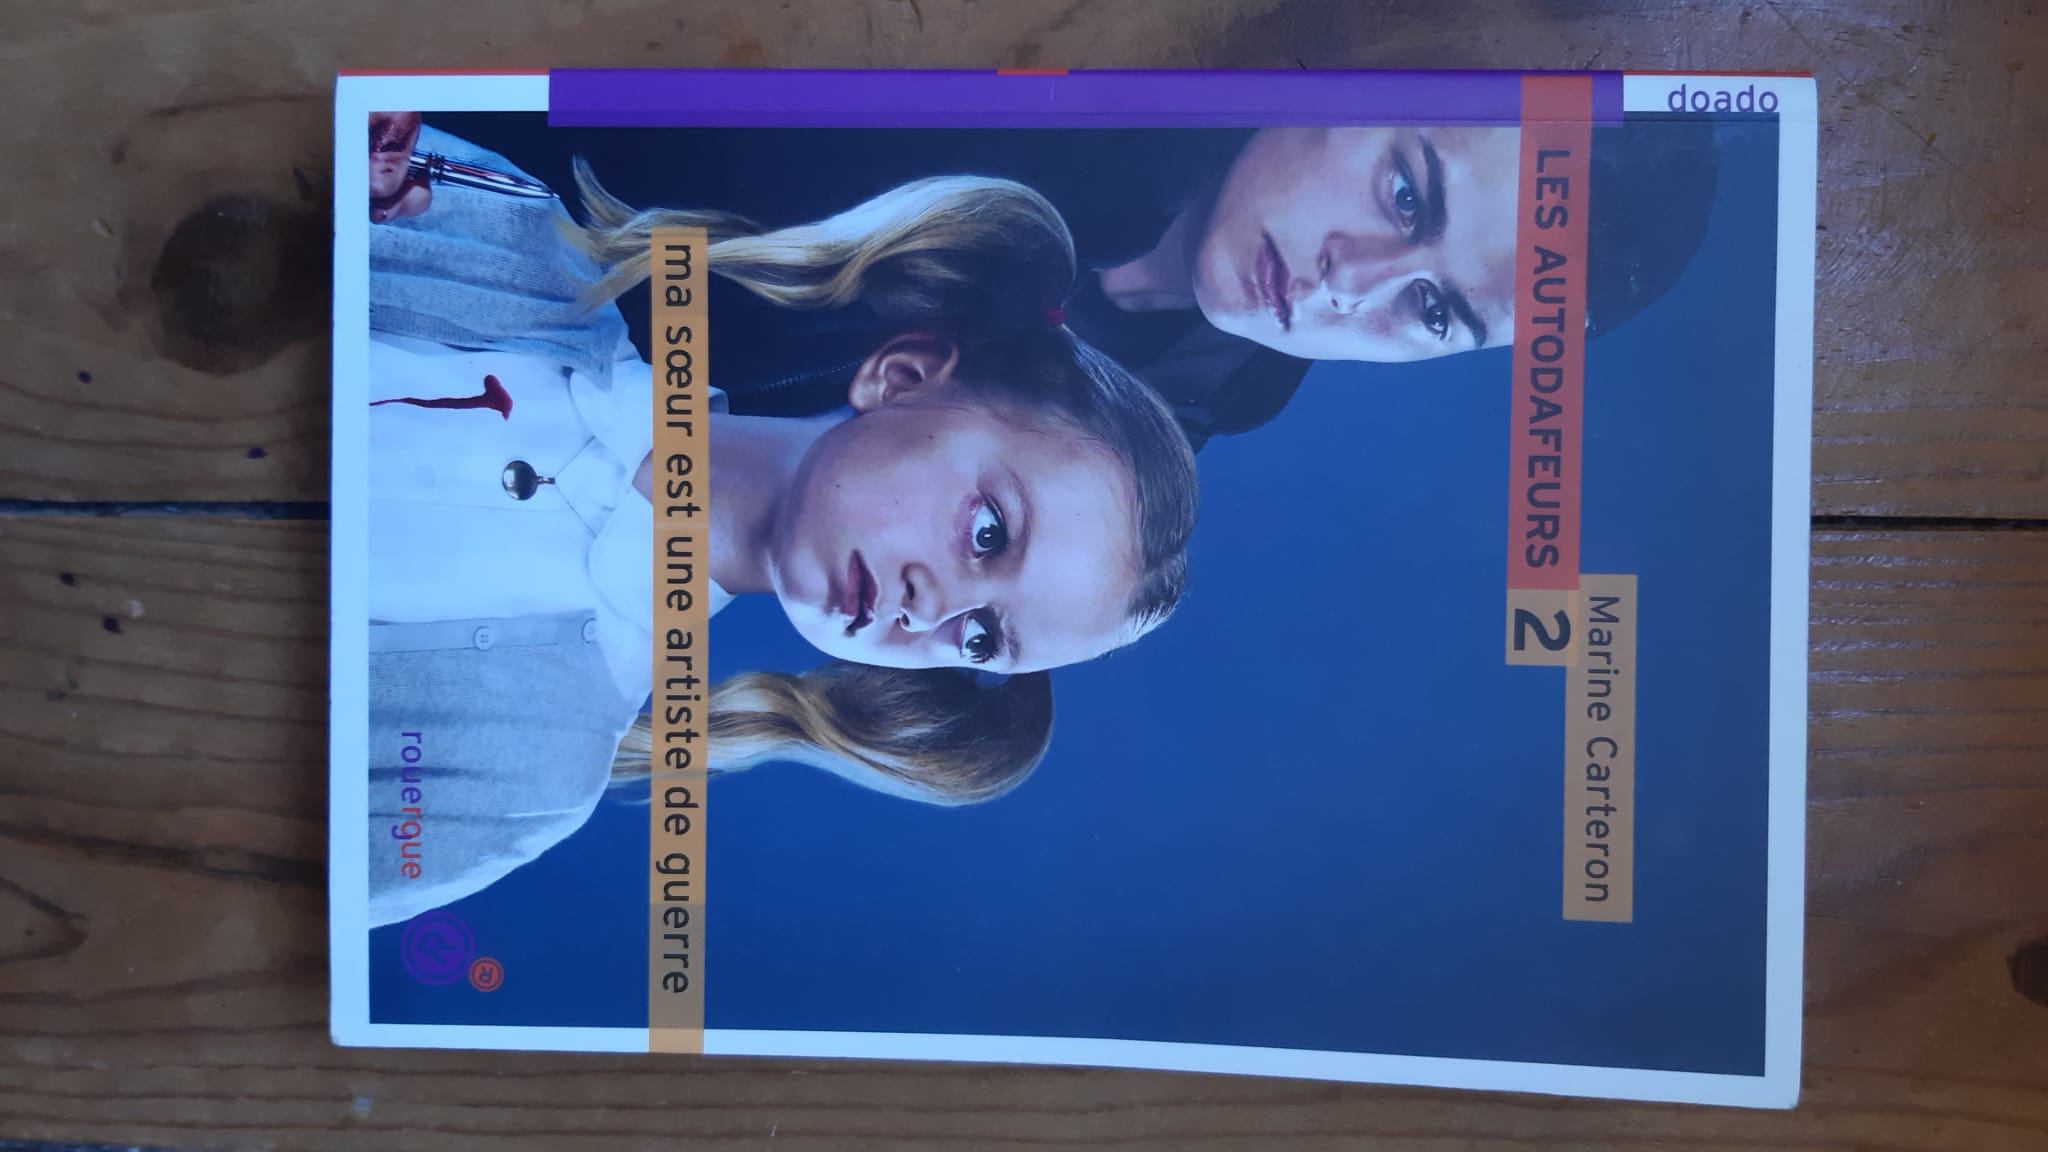 doado
Marine Carteron
LES AUTODAFEURS 2
ma sœur est une artiste de guerre
rouergue
R